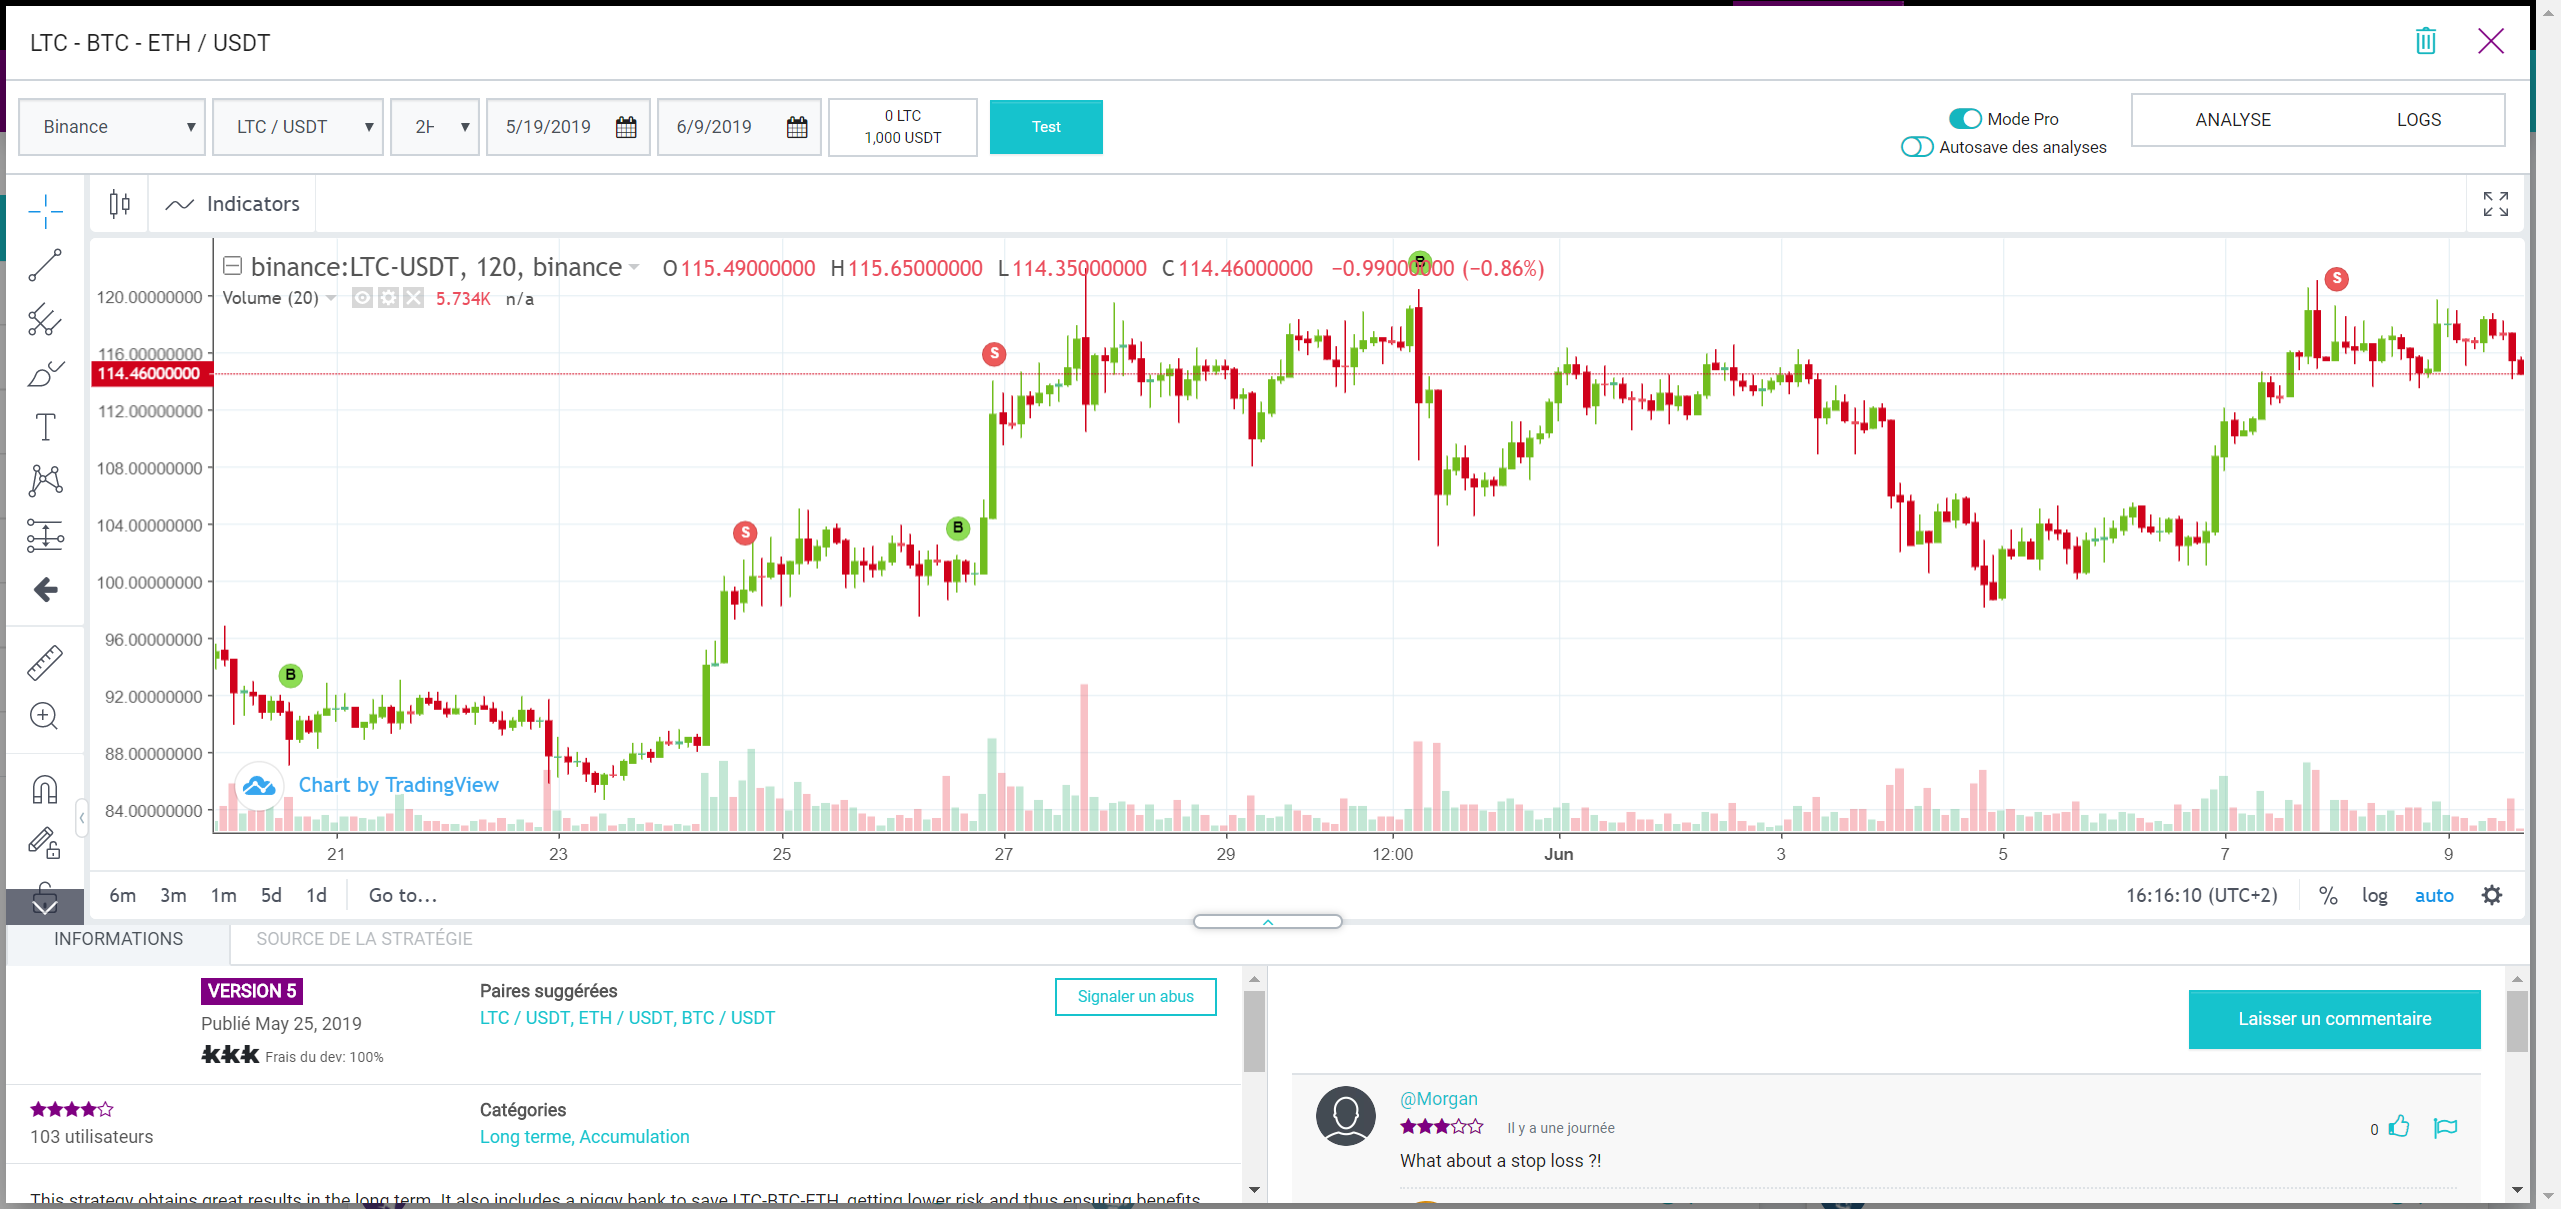 LTC - BTC - ETH / USDT
Binance
LTC / USDT
2H
5/19/2019
6/9/2019
0 LTC
1,000 USDT
Test
Mode Pro
Autosave des analyses
ANALYSE
LOGS
Indicators
binance:LTC-USDT, 120, binance O115.49000000 H115.65000000 L114.35000000 C114.46000000 −0.99000000 (−0.86%)
Volume (20) 5.734K n/a
120.00000000
116.00000000
114.46000000
112.00000000
108.00000000
104.00000000
100.00000000
96.00000000
92.00000000
88.00000000
84.00000000
B
S
B
S
B
S
Chart by TradingView
21 23 25 27 29 12:00 Jun 3 5 7 9
6m 3m 1m 5d 1d Go to...
16:16:10 (UTC+2) % log auto
INFORMATIONS
SOURCE DE LA STRATÉGIE
VERSION 5
Publié May 25, 2019
Frais du dev: 100%
Paires suggérées
LTC / USDT, ETH / USDT, BTC / USDT
Signaler un abus
103 utilisateurs
Catégories
Long terme, Accumulation
This strategy obtains great results in the long term. It also includes a piggy bank to save LTC-BTC-ETH, getting lower risk and thus ensuring benefits
Laisser un commentaire
@Morgan
Il y a une journée
0
What about a stop loss ?!